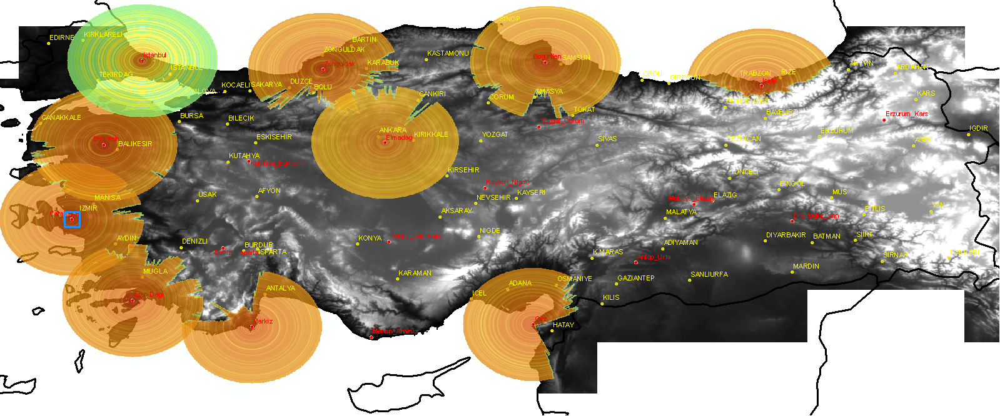 SINOP
EDIRNE
KIRKLARELI
BARTIN
ZONGULDAK
KASTAMONU
Istanbul
Zonguldak
KARABUK
SAMSUN
ISTANBUL
TEKIRDAG
TRABZON
RIZE
ARDAHAN
ORDU
GIRESUN
KOCAELI
SAKARYA
DUZCE
BOLU
CANKIRI
CORUM
AMASYA
KARS
TOKAT
BAYBURT
Erzurum_Kars
CANAKKALE
BURSA
BILECIK
ANKARA
Elmadag
KIRIKKALE
YOZGAT
SIVAS
ERZURUM
IGDIR
AGRI
ESKISEHIR
BALIKESIR
KUTAHYA
KIRSEHIR
TUNCELI
Kayseri_Nigde
BINGOL
KAYSERI
NEVSEHIR
MUS
ELAZIG
MANISA
IZMIR
USAK
AFYON
AKSARAY
MALATYA
BITLIS
VAN
NIGDE
KONYA
AYDIN
DENIZLI
BURDUR
ISPARTA
DIYARBAKIR
BATMAN
SIIRT
ADIYAMAN
K.MARAS
SIRNAK
Antep_Urfa
MARDIN
MUGLA
KARAMAN
GAZIANTEP
SANLIURFA
OSMANIYE
ADANA
ANTALYA
ICEL
KILIS
Markiz
HATAY